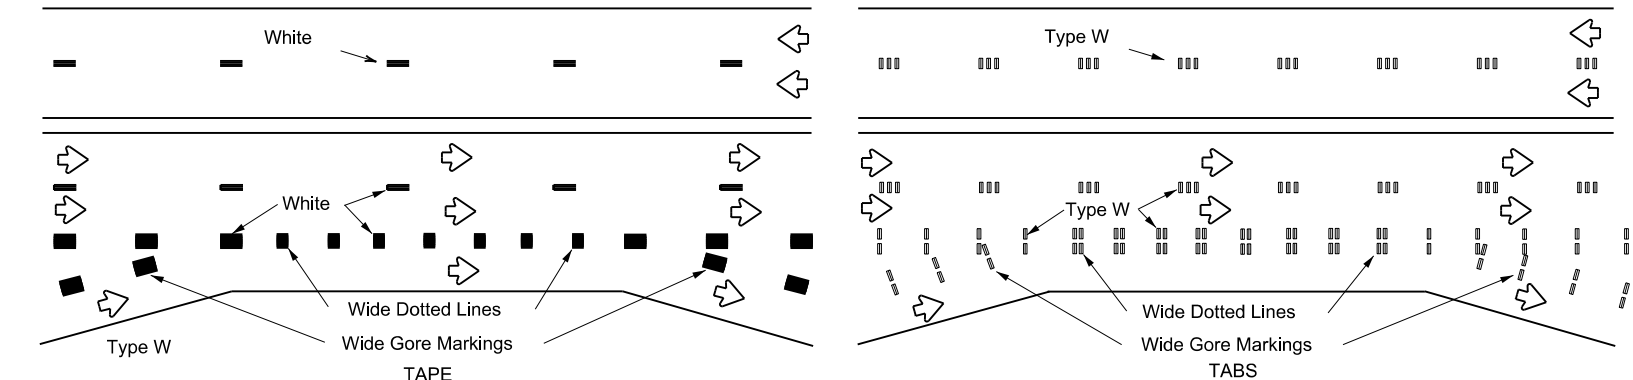 White
White
Wide Dotted Lines
Wide Gore Markings
Type W
TAPE
Type W
Type W
Wide Dotted Lines
Wide Gore Markings
TABS